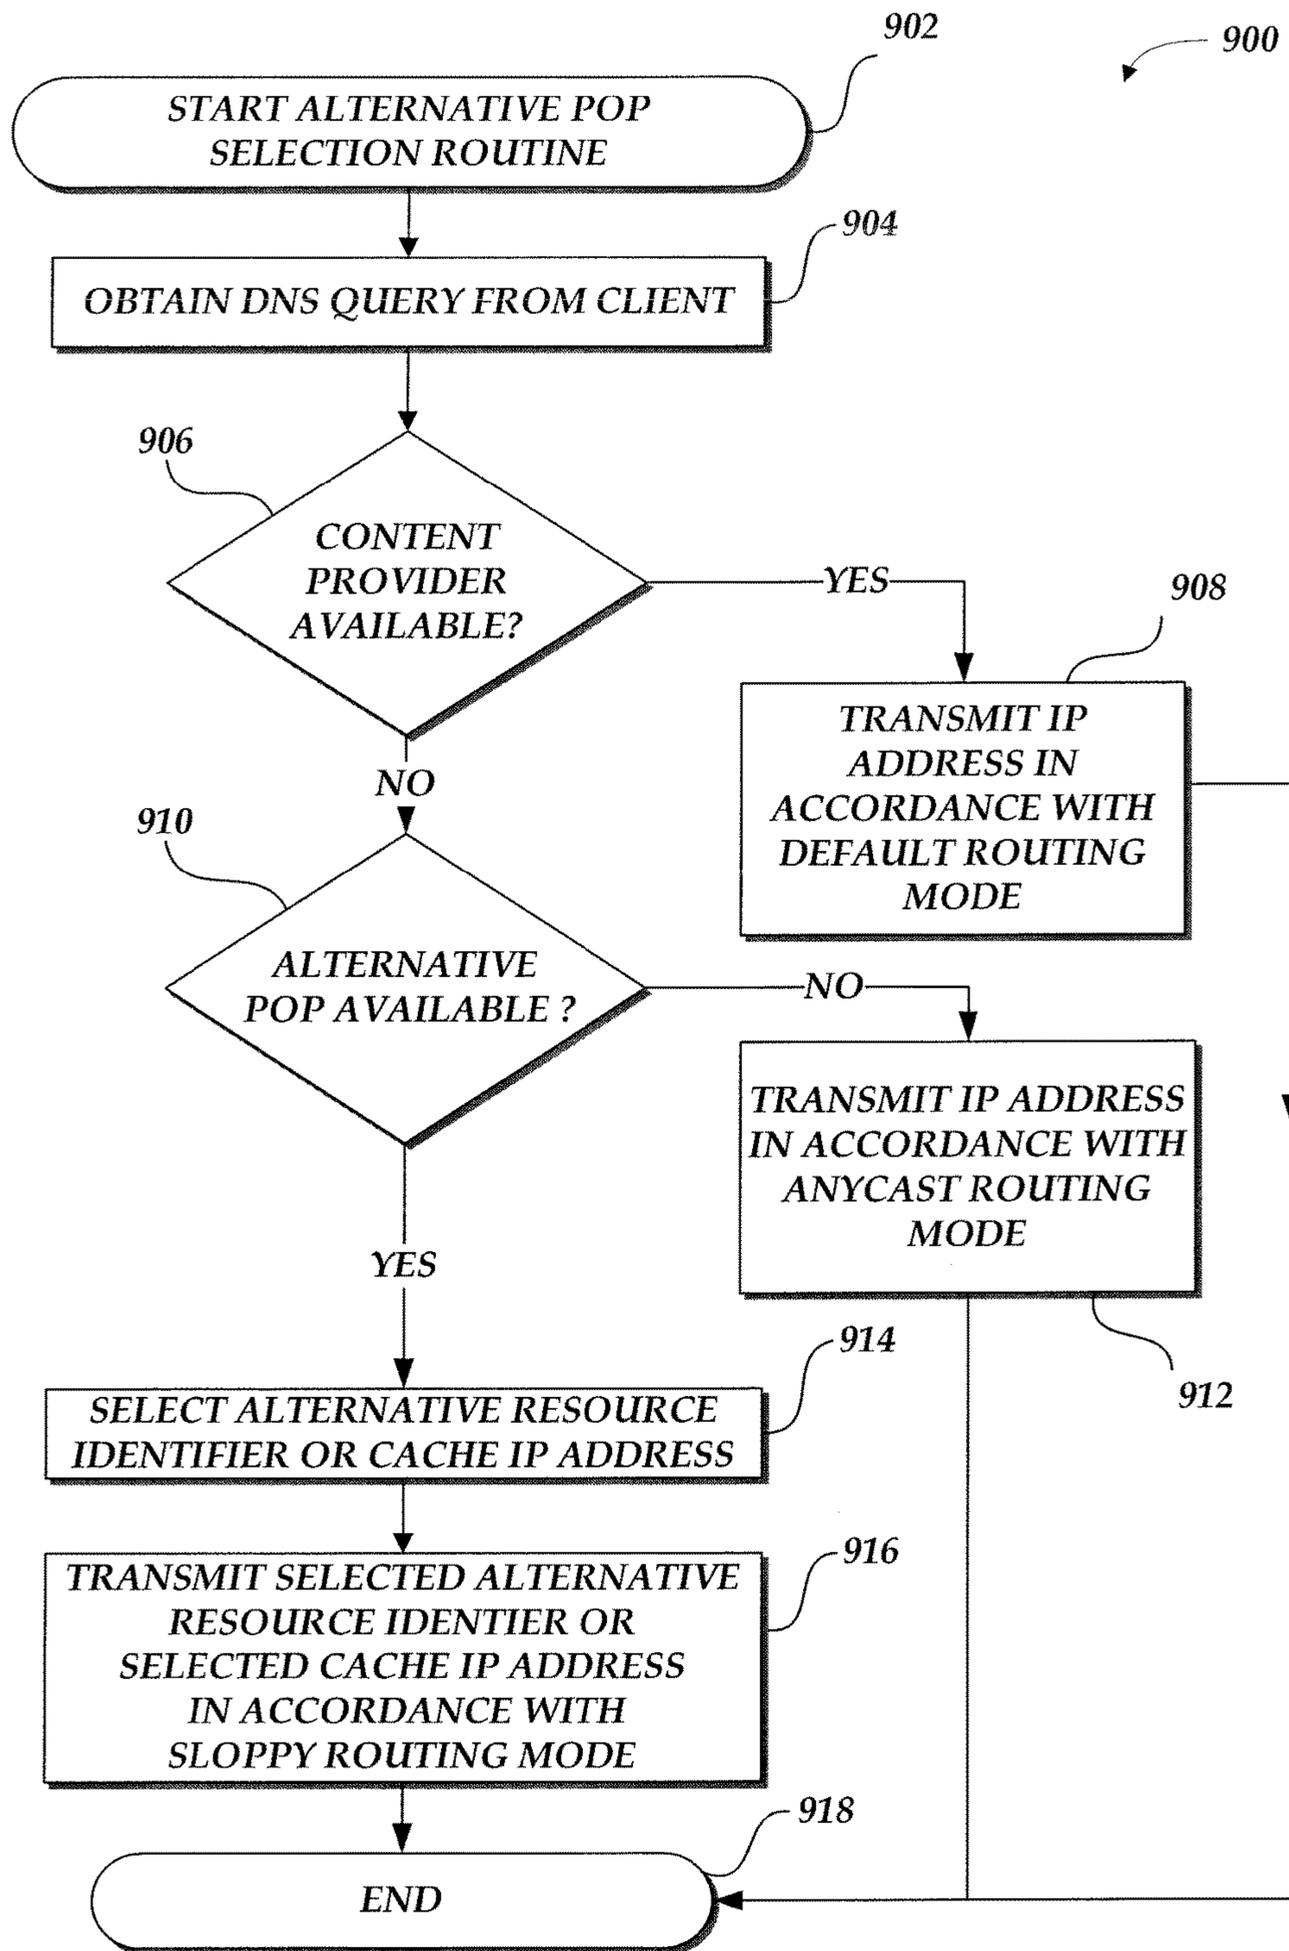 902
900
START ALTERNATIVE POP
SELECTION ROUTINE
904
OBTAIN DNS QUERY FROM CLIENT
906
CONTENT
PROVIDER
AVAILABLE?
YES
908
TRANSMIT IP
ADDRESS IN
ACCORDANCE WITH
DEFAULT ROUTING
MODE
NO
910
ALTERNATIVE
POP AVAILABLE ?
NO
TRANSMIT IP ADDRESS
IN ACCORDANCE WITH
ANYCAST ROUTING
MODE
912
YES
914
SELECT ALTERNATIVE RESOURCE
IDENTIFIER OR CACHE IP ADDRESS
916
TRANSMIT SELECTED ALTERNATIVE
RESOURCE IDENTIER OR
SELECTED CACHE IP ADDRESS
IN ACCORDANCE WITH
SLOPPY ROUTING MODE
918
END